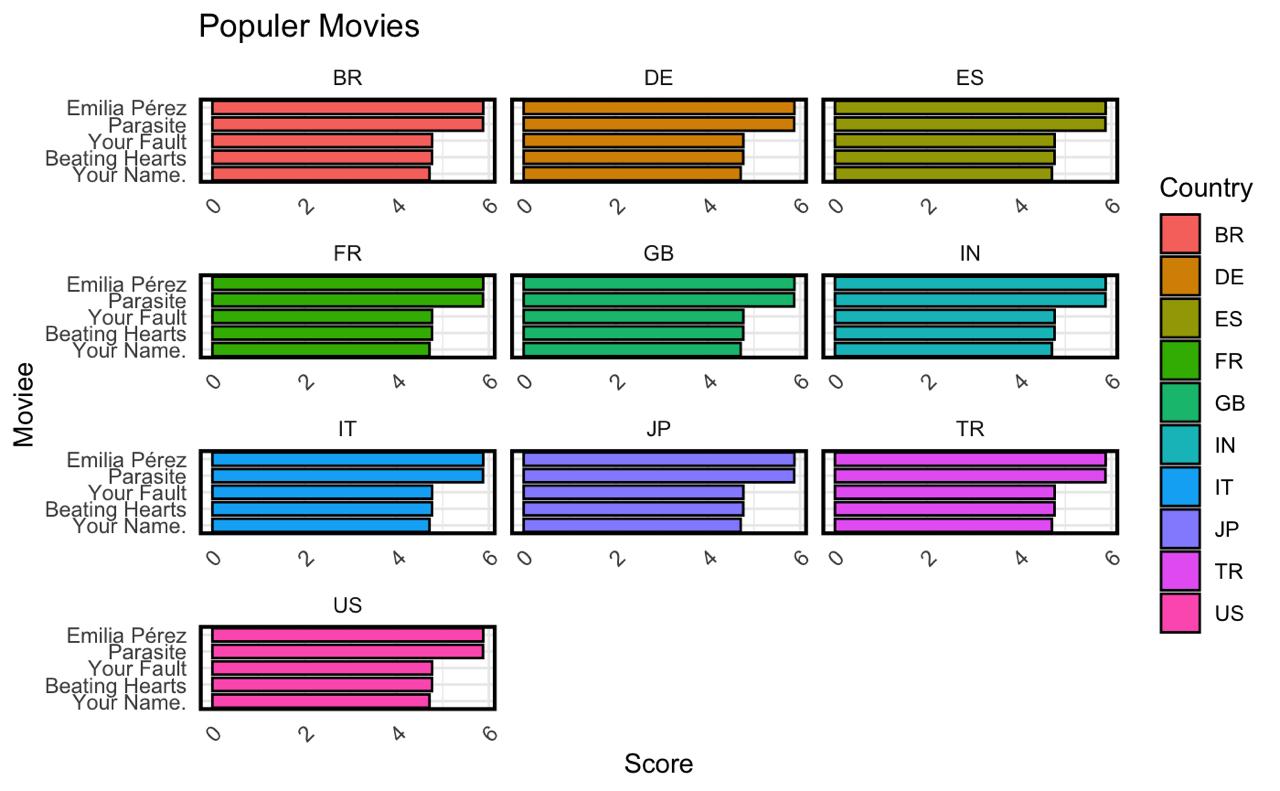 Populer Movies
BR DE ES
Emilia Pérez
Parasite
Your Fault
Beating Hearts
Your Name.
0 2 4 6 0 2 4 6 0 2 4 6
FR GB IN
Emilia Pérez
Parasite
Your Fault
Beating Hearts
Your Name.
0 2 4 6 0 2 4 6 0 2 4 6
IT JP TR
Emilia Pérez
Parasite
Your Fault
Beating Hearts
Your Name.
0 2 4 6 0 2 4 6 0 2 4 6
US
Emilia Pérez
Parasite
Your Fault
Beating Hearts
Your Name.
0 2 4 6
Moviee
Score
Country
BR
DE
ES
FR
GB
IN
IT
JP
TR
US